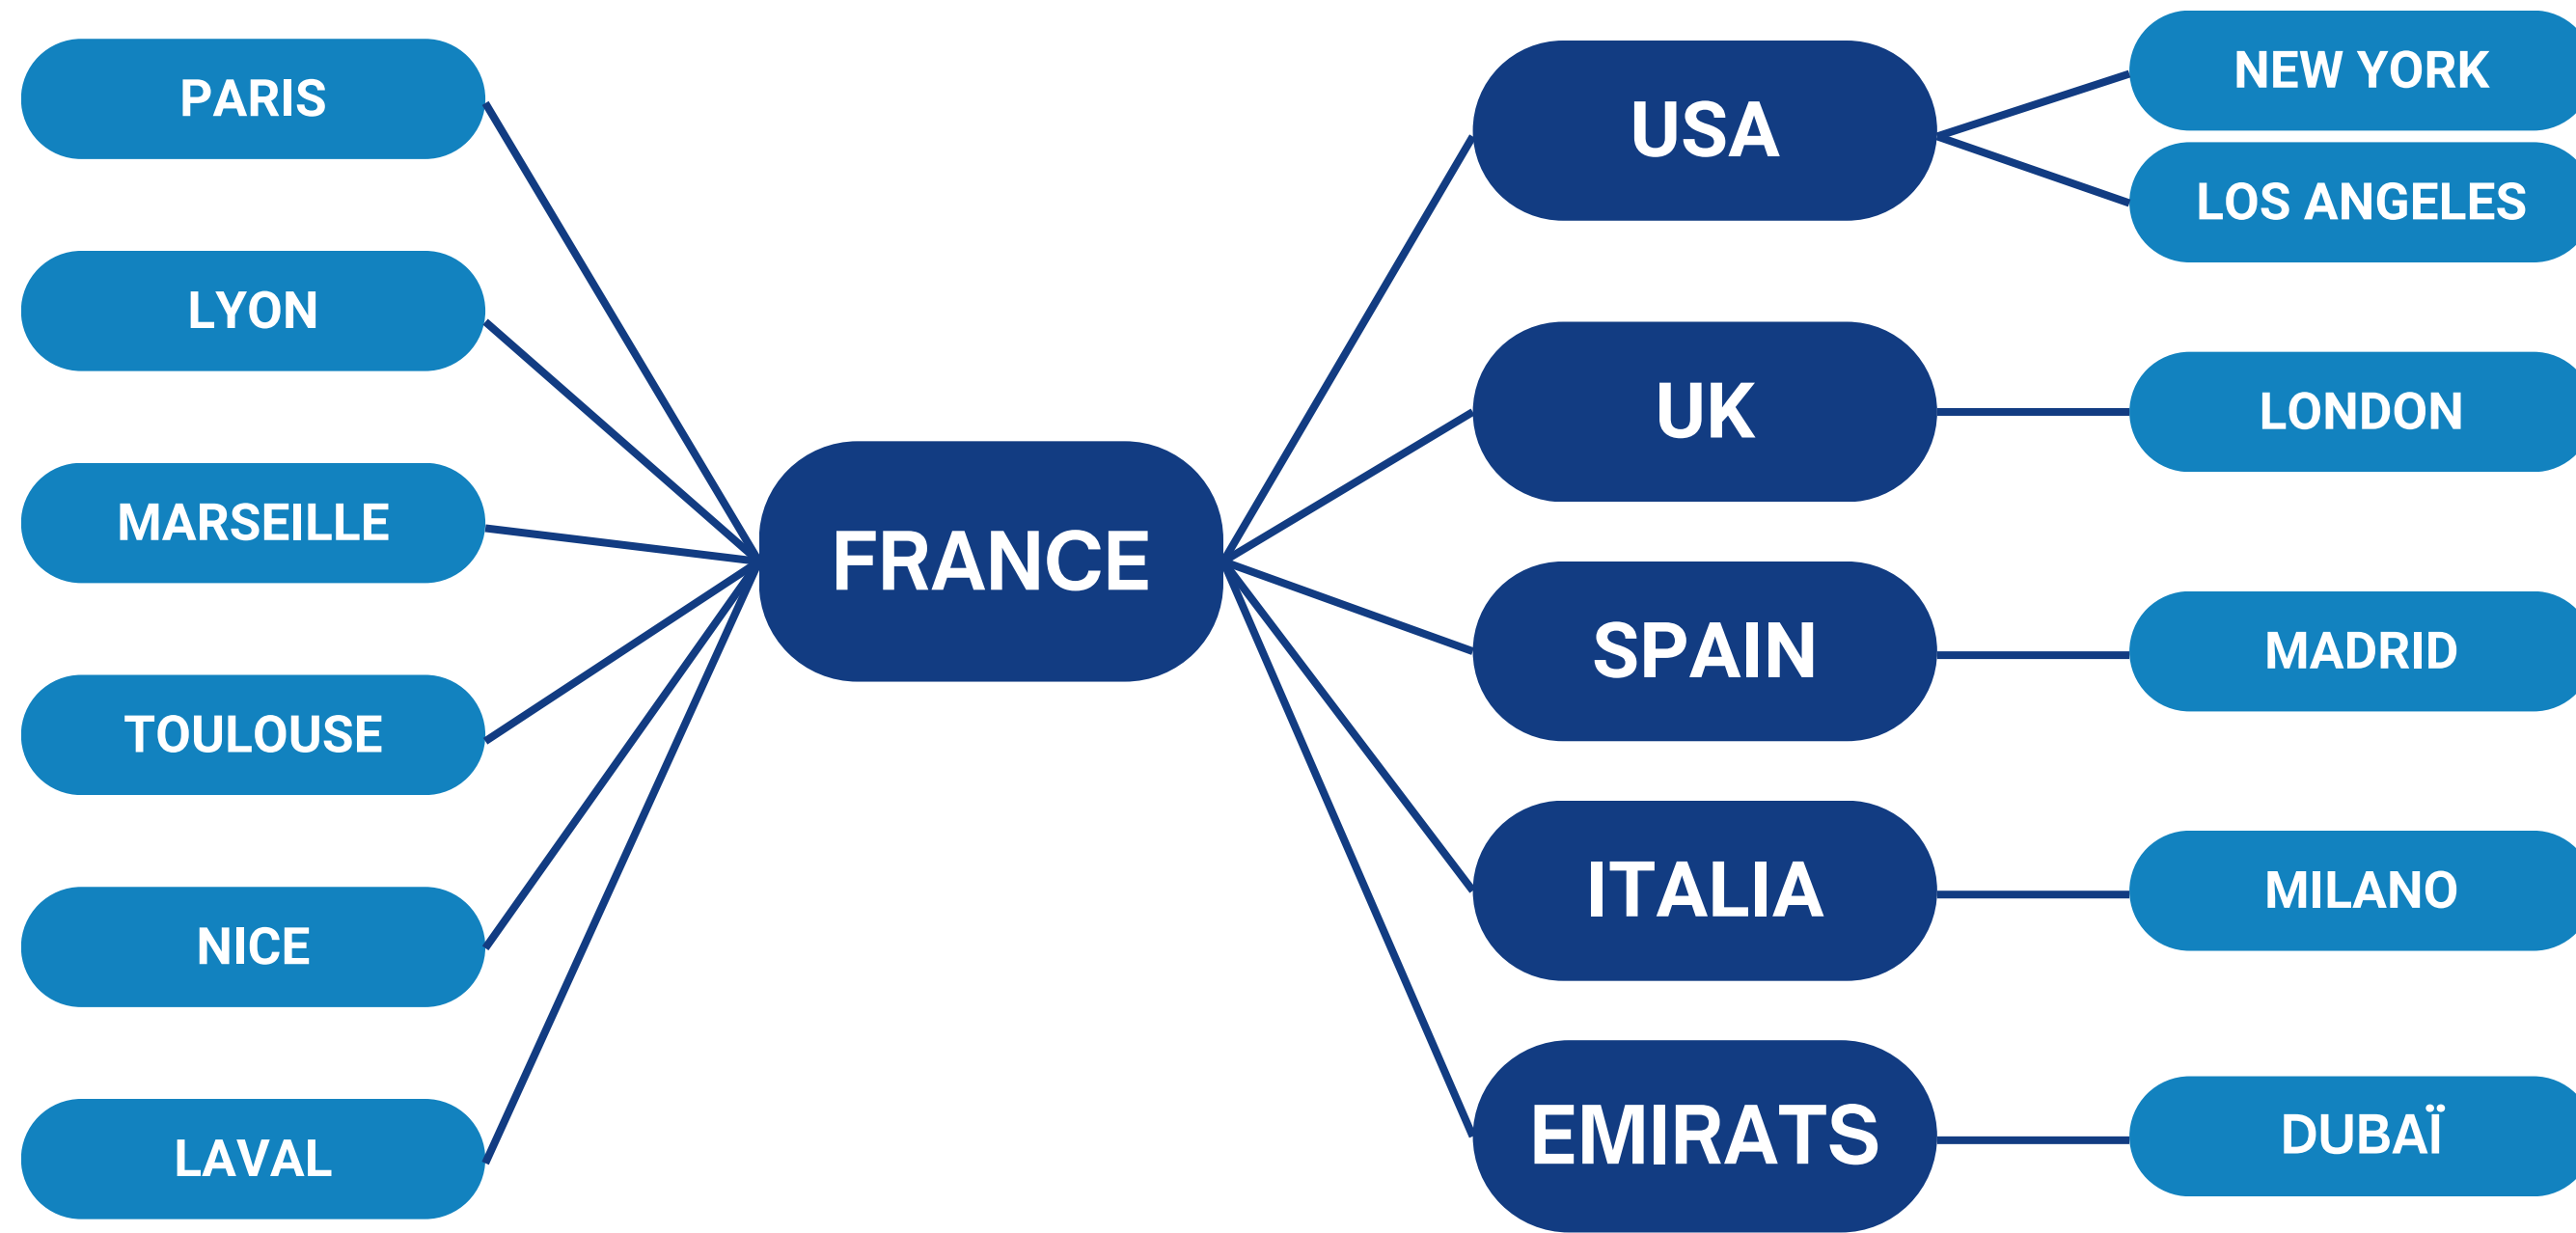 PARIS
LYON
MARSEILLE
TOULOUSE
NICE
LAVAL
FRANCE
USA
UK
SPAIN
ITALIA
EMIRATS
NEW YORK
LOS ANGELES
LONDON
MADRID
MILANO
DUBAÏ